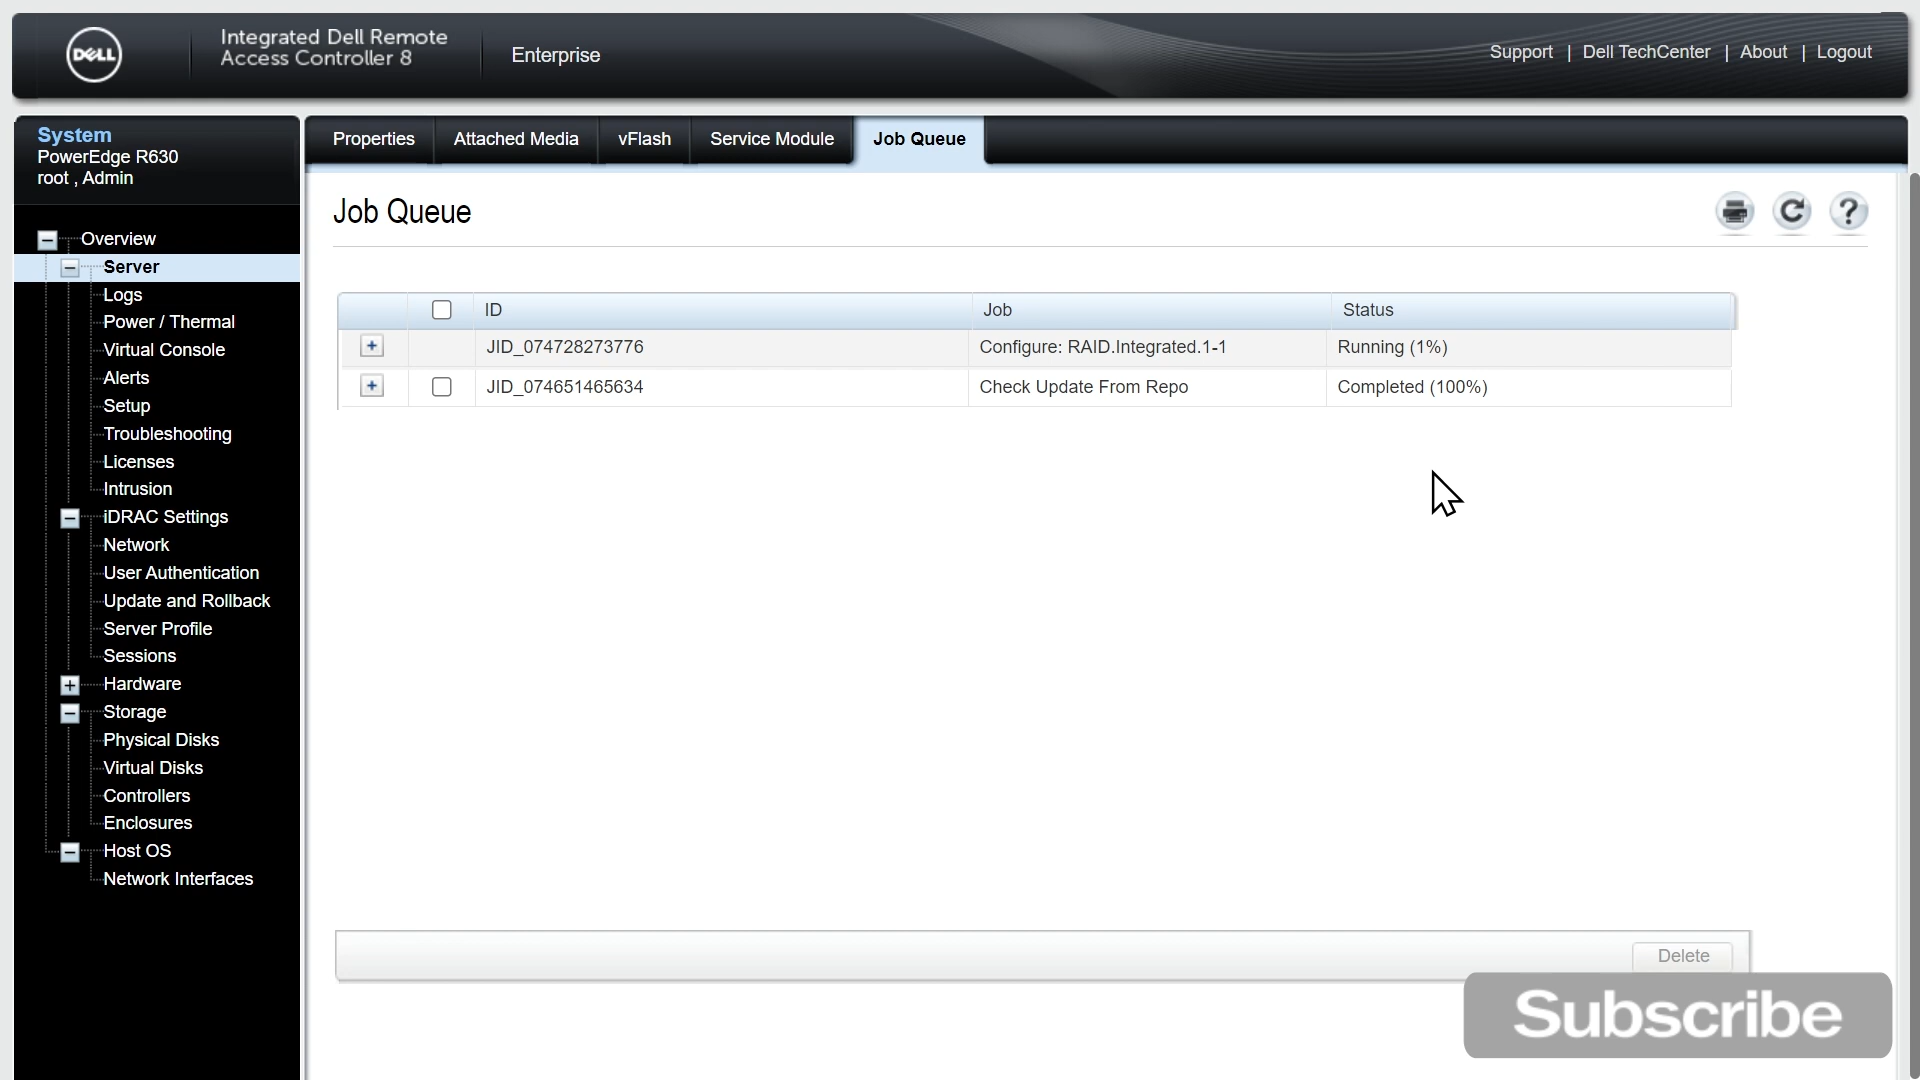 DELL
Integrated Dell Remote
Access Controller 8
Enterprise
Support | Dell TechCenter | About | Logout
System
PowerEdge R630
root , Admin
Properties
Attached Media
vFlash
Service Module
Job Queue
Overview
Server
Logs
Power / Thermal
Virtual Console
Alerts
Setup
Troubleshooting
Licenses
Intrusion
iDRAC Settings
Network
User Authentication
Update and Rollback
Server Profile
Sessions
Hardware
Storage
Physical Disks
Virtual Disks
Controllers
Enclosures
Host OS
Network Interfaces
Job Queue
ID Job Status
JID_074728273776 Configure: RAID.Integrated.1-1 Running (1%)
JID_074651465634 Check Update From Repo Completed (100%)
Delete
Subscribe